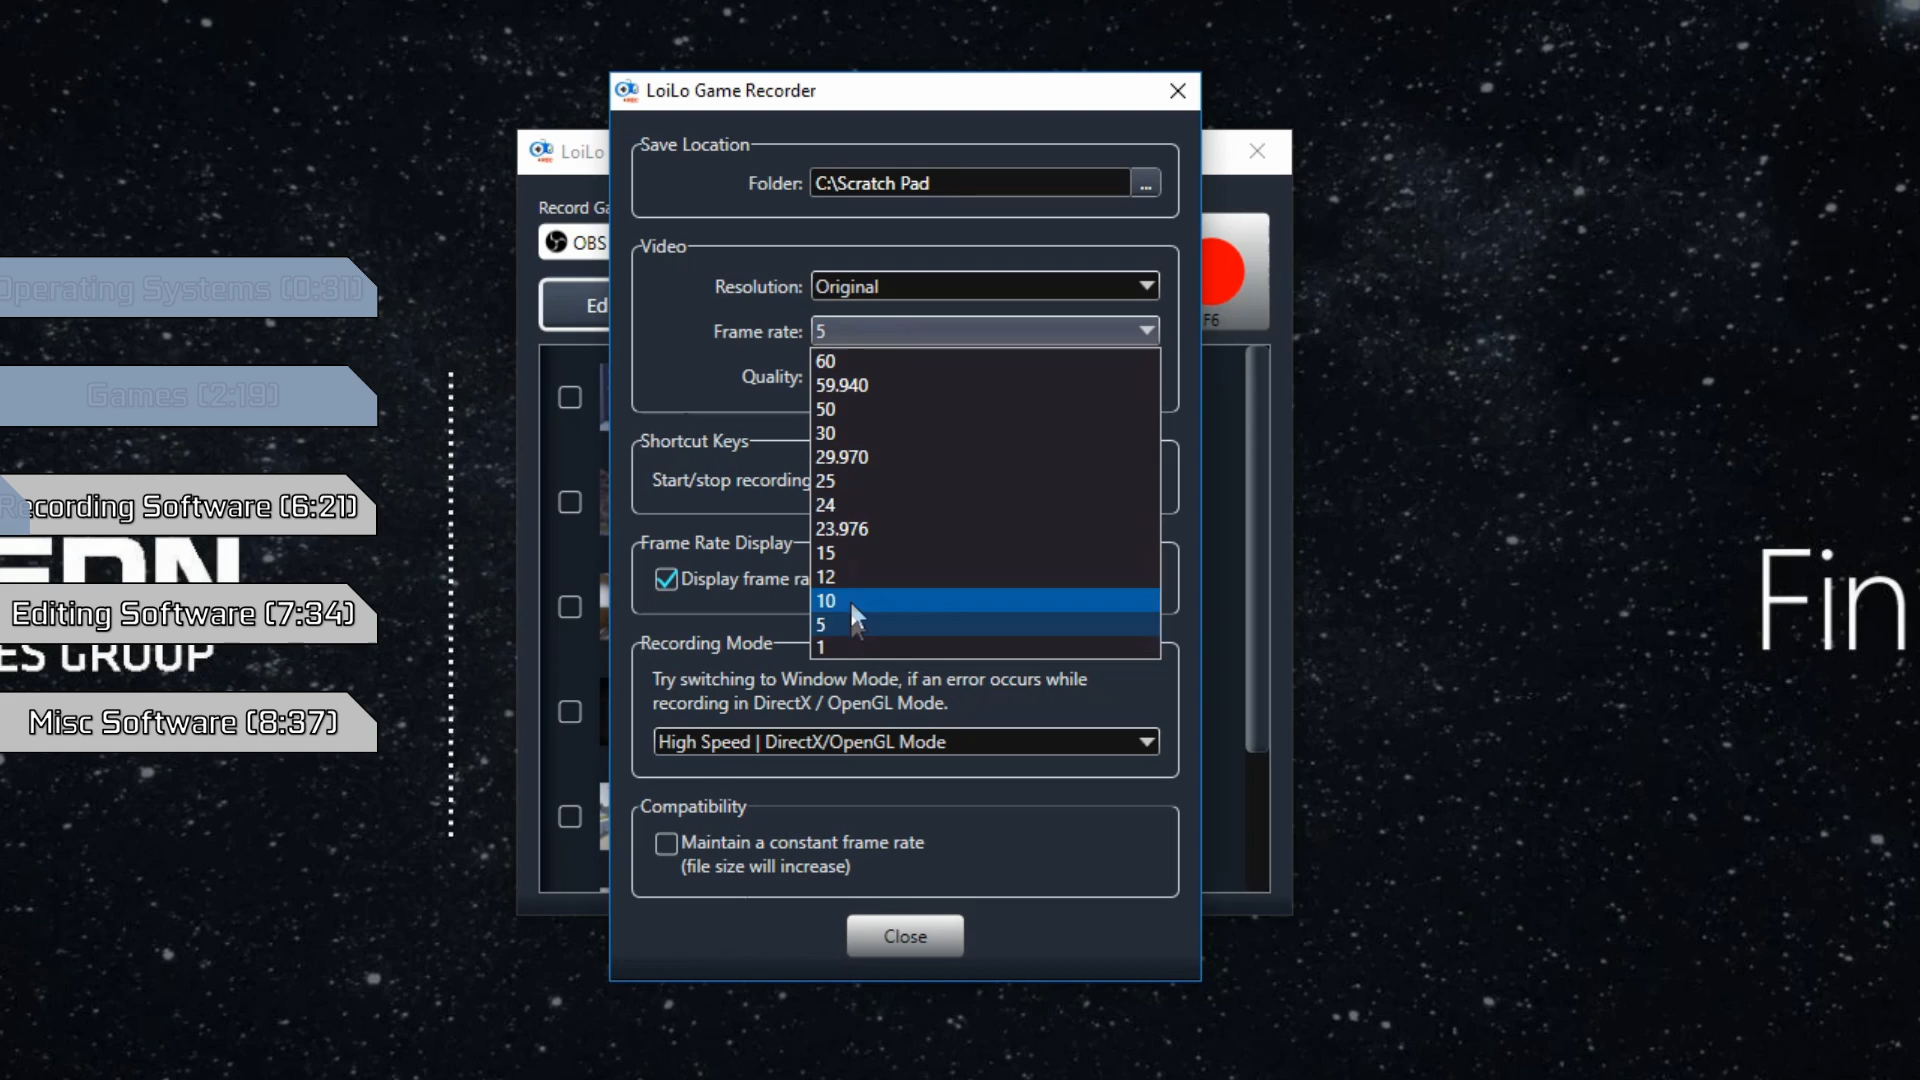 LoiLo Game Recorder
LoiLo
Save Location
Folder: C:\Scratch Pad ...
Record Ga
OBS
Video
Resolution: Original
Frame rate: 5
Ed
F6
60
Quality:
59.940
50
30
29.970
25
24
23.976
15
12
10
5
1
Shortcut Keys
Start/stop recording
Frame Rate Display
Display frame ra
Recording Mode
Try switching to Window Mode, if an error occurs while
recording in DirectX / OpenGL Mode.
High Speed | DirectX/OpenGL Mode
Compatibility
Maintain a constant frame rate
(file size will increase)
Close
Operating Systems (0:31)
Games (2:19)
Recording Software (6:21)
Editing Software (7:34)
ES GROUP
Misc Software (8:37)
Fin